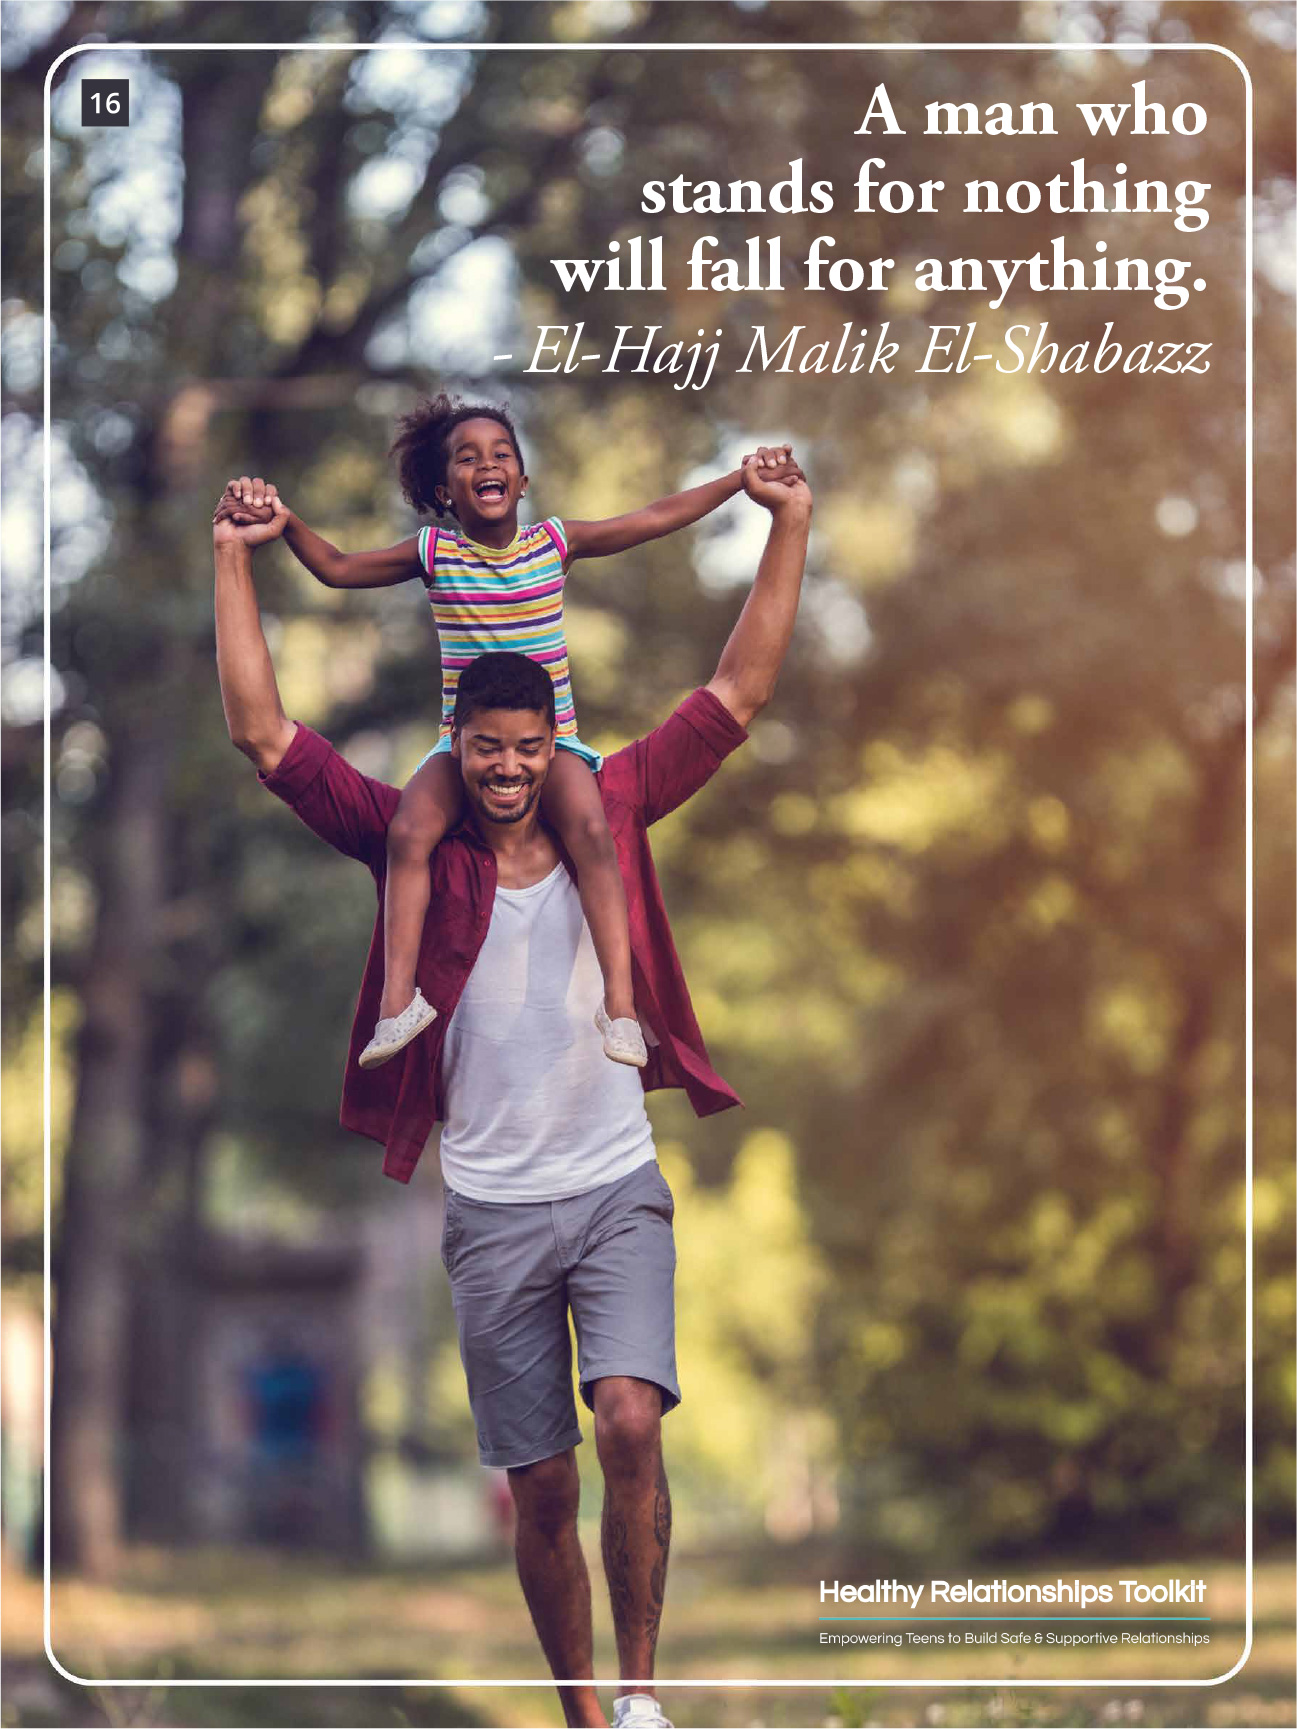 16
A man who
stands for nothing
will fall for anything.
- El-Hajj Malik El-Shabazz
Healthy Relationships Toolkit
Empowering Teens to Build Safe & Supportive Relationships